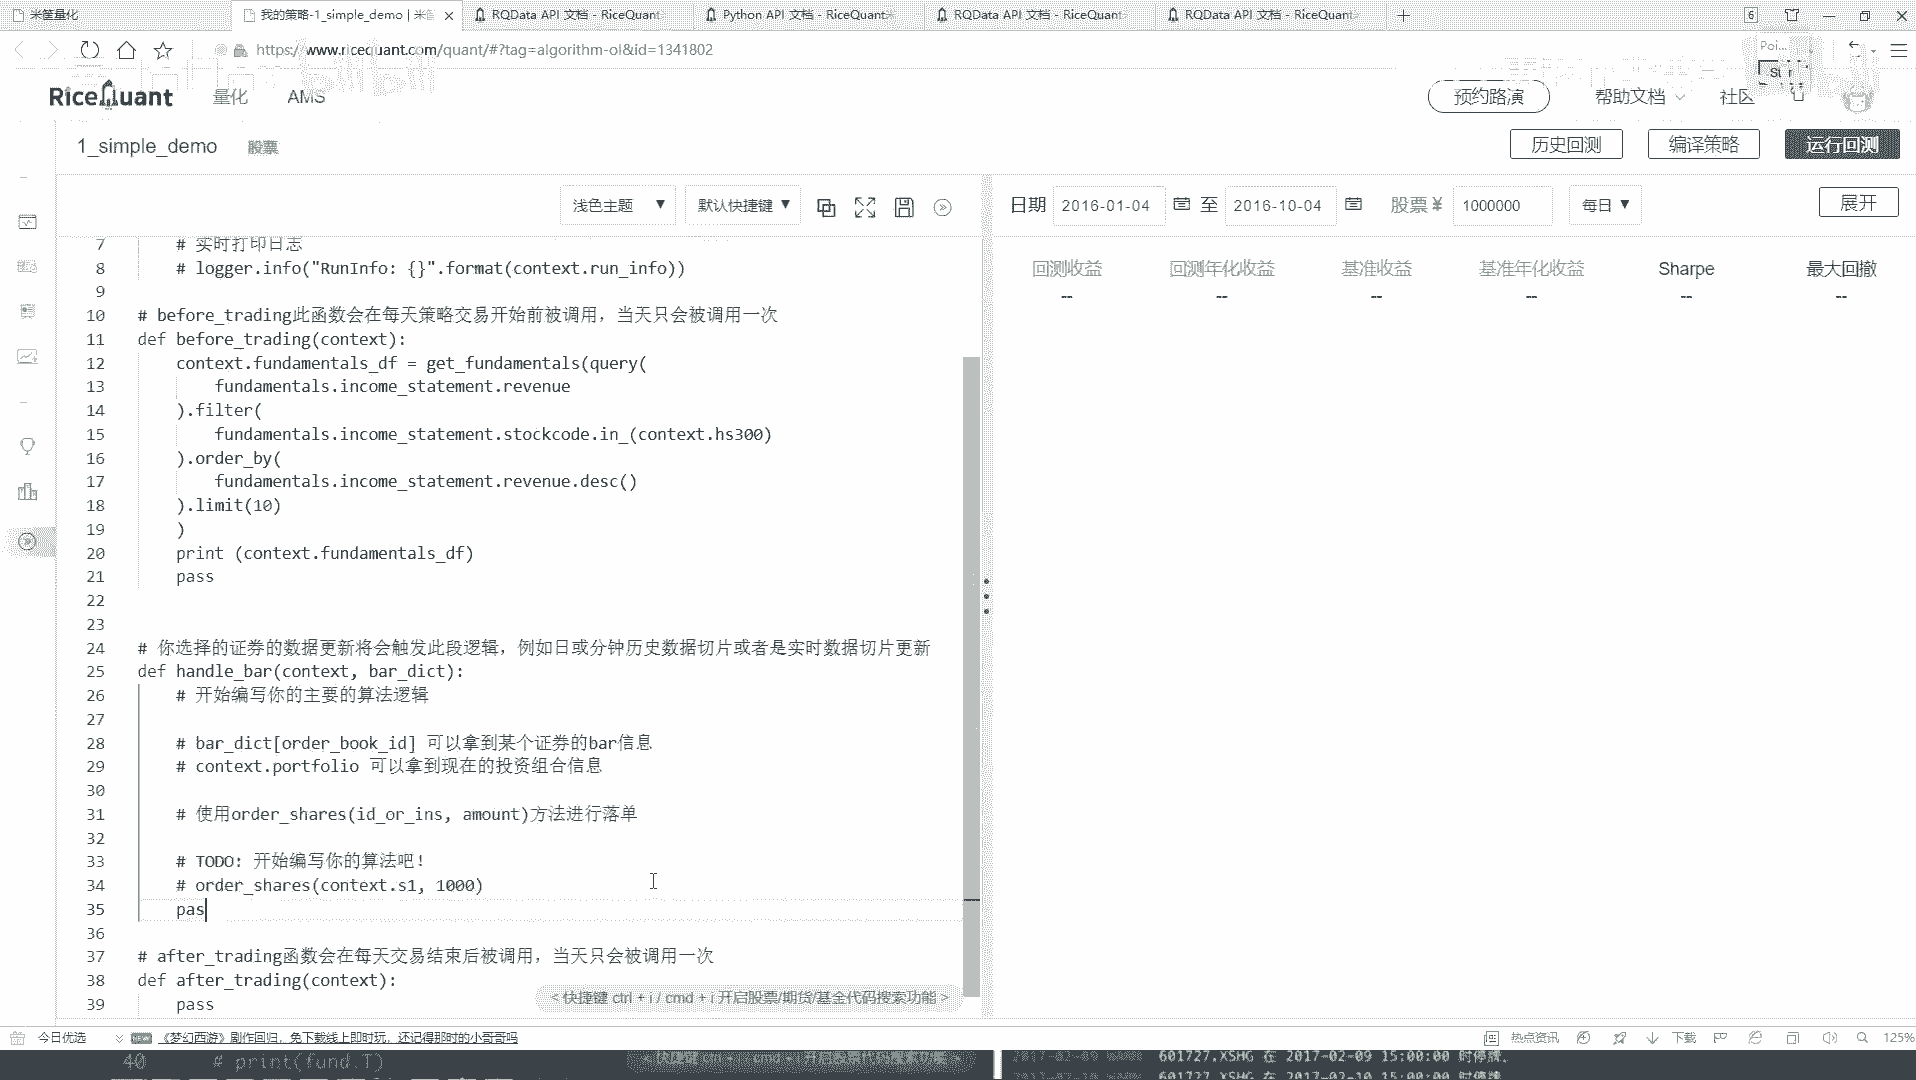 米筐量化
我的策略-1_simple_demo | 米筐
RQData API 文档 - RiceQuant
Python API 文档 - RiceQuant米
RQData API 文档 - RiceQuant
RQData API 文档 - RiceQuant
6
https://www.ricequant.com/quant/#?tag=algorithm-ol&id=1341802
Poi...
RiceQuant
量化
AMS
预约路演
帮助文档
社区
1_simple_demo
股票
历史回测
编译策略
运行回测
浅色主题
默认快捷键
日期
2016-01-04
至
2016-10-04
股票 ¥
1000000
每日
展开
回测收益
回测年化收益
基准收益
基准年化收益
Sharpe
最大回撤
--
--
--
--
--
--
7 # 实时打印日志
8 # logger.info("RunInfo: {}".format(context.run_info))
9
10 # before_trading此函数会在每天策略交易开始前被调用，当天只会被调用一次
11 def before_trading(context):
12 context.fundamentals_df = get_fundamentals(query(
13 fundamentals.income_statement.revenue
14 ).filter(
15 fundamentals.income_statement.stockcode.in_(context.hs300)
16 ).order_by(
17 fundamentals.income_statement.revenue.desc()
18 ).limit(10)
19 )
20 print (context.fundamentals_df)
21 pass
22
23
24 # 你选择的证券的数据更新将会触发此段逻辑，例如日或分钟历史数据切片或者是实时数据切片更新
25 def handle_bar(context, bar_dict):
26 # 开始编写你的主要的算法逻辑
27
28 # bar_dict[order_book_id] 可以拿到某个证券的bar信息
29 # context.portfolio 可以拿到现在的投资组合信息
30
31 # 使用order_shares(id_or_ins, amount)方法进行落单
32
33 # TODO: 开始编写你的算法吧！
34 # order_shares(context.s1, 1000)
35 pas
36
37 # after_trading函数会在每天交易结束后被调用，当天只会被调用一次
38 def after_trading(context):
39 pass
< 快捷键 ctrl + i / cmd + i 开启股票/期货/基金代码搜索功能 >
今日优选
《梦幻西游》剧作回归，免下载线上即时玩，还记得那时的小哥哥吗
热点资讯
下载
125%
40 # print(fund.T)
601727.XSHG 在 2017-02-09 15:00:00 时停牌。
2017-02-10 601727.XSHG 在 2017-02-10 15:00:00 时停牌。